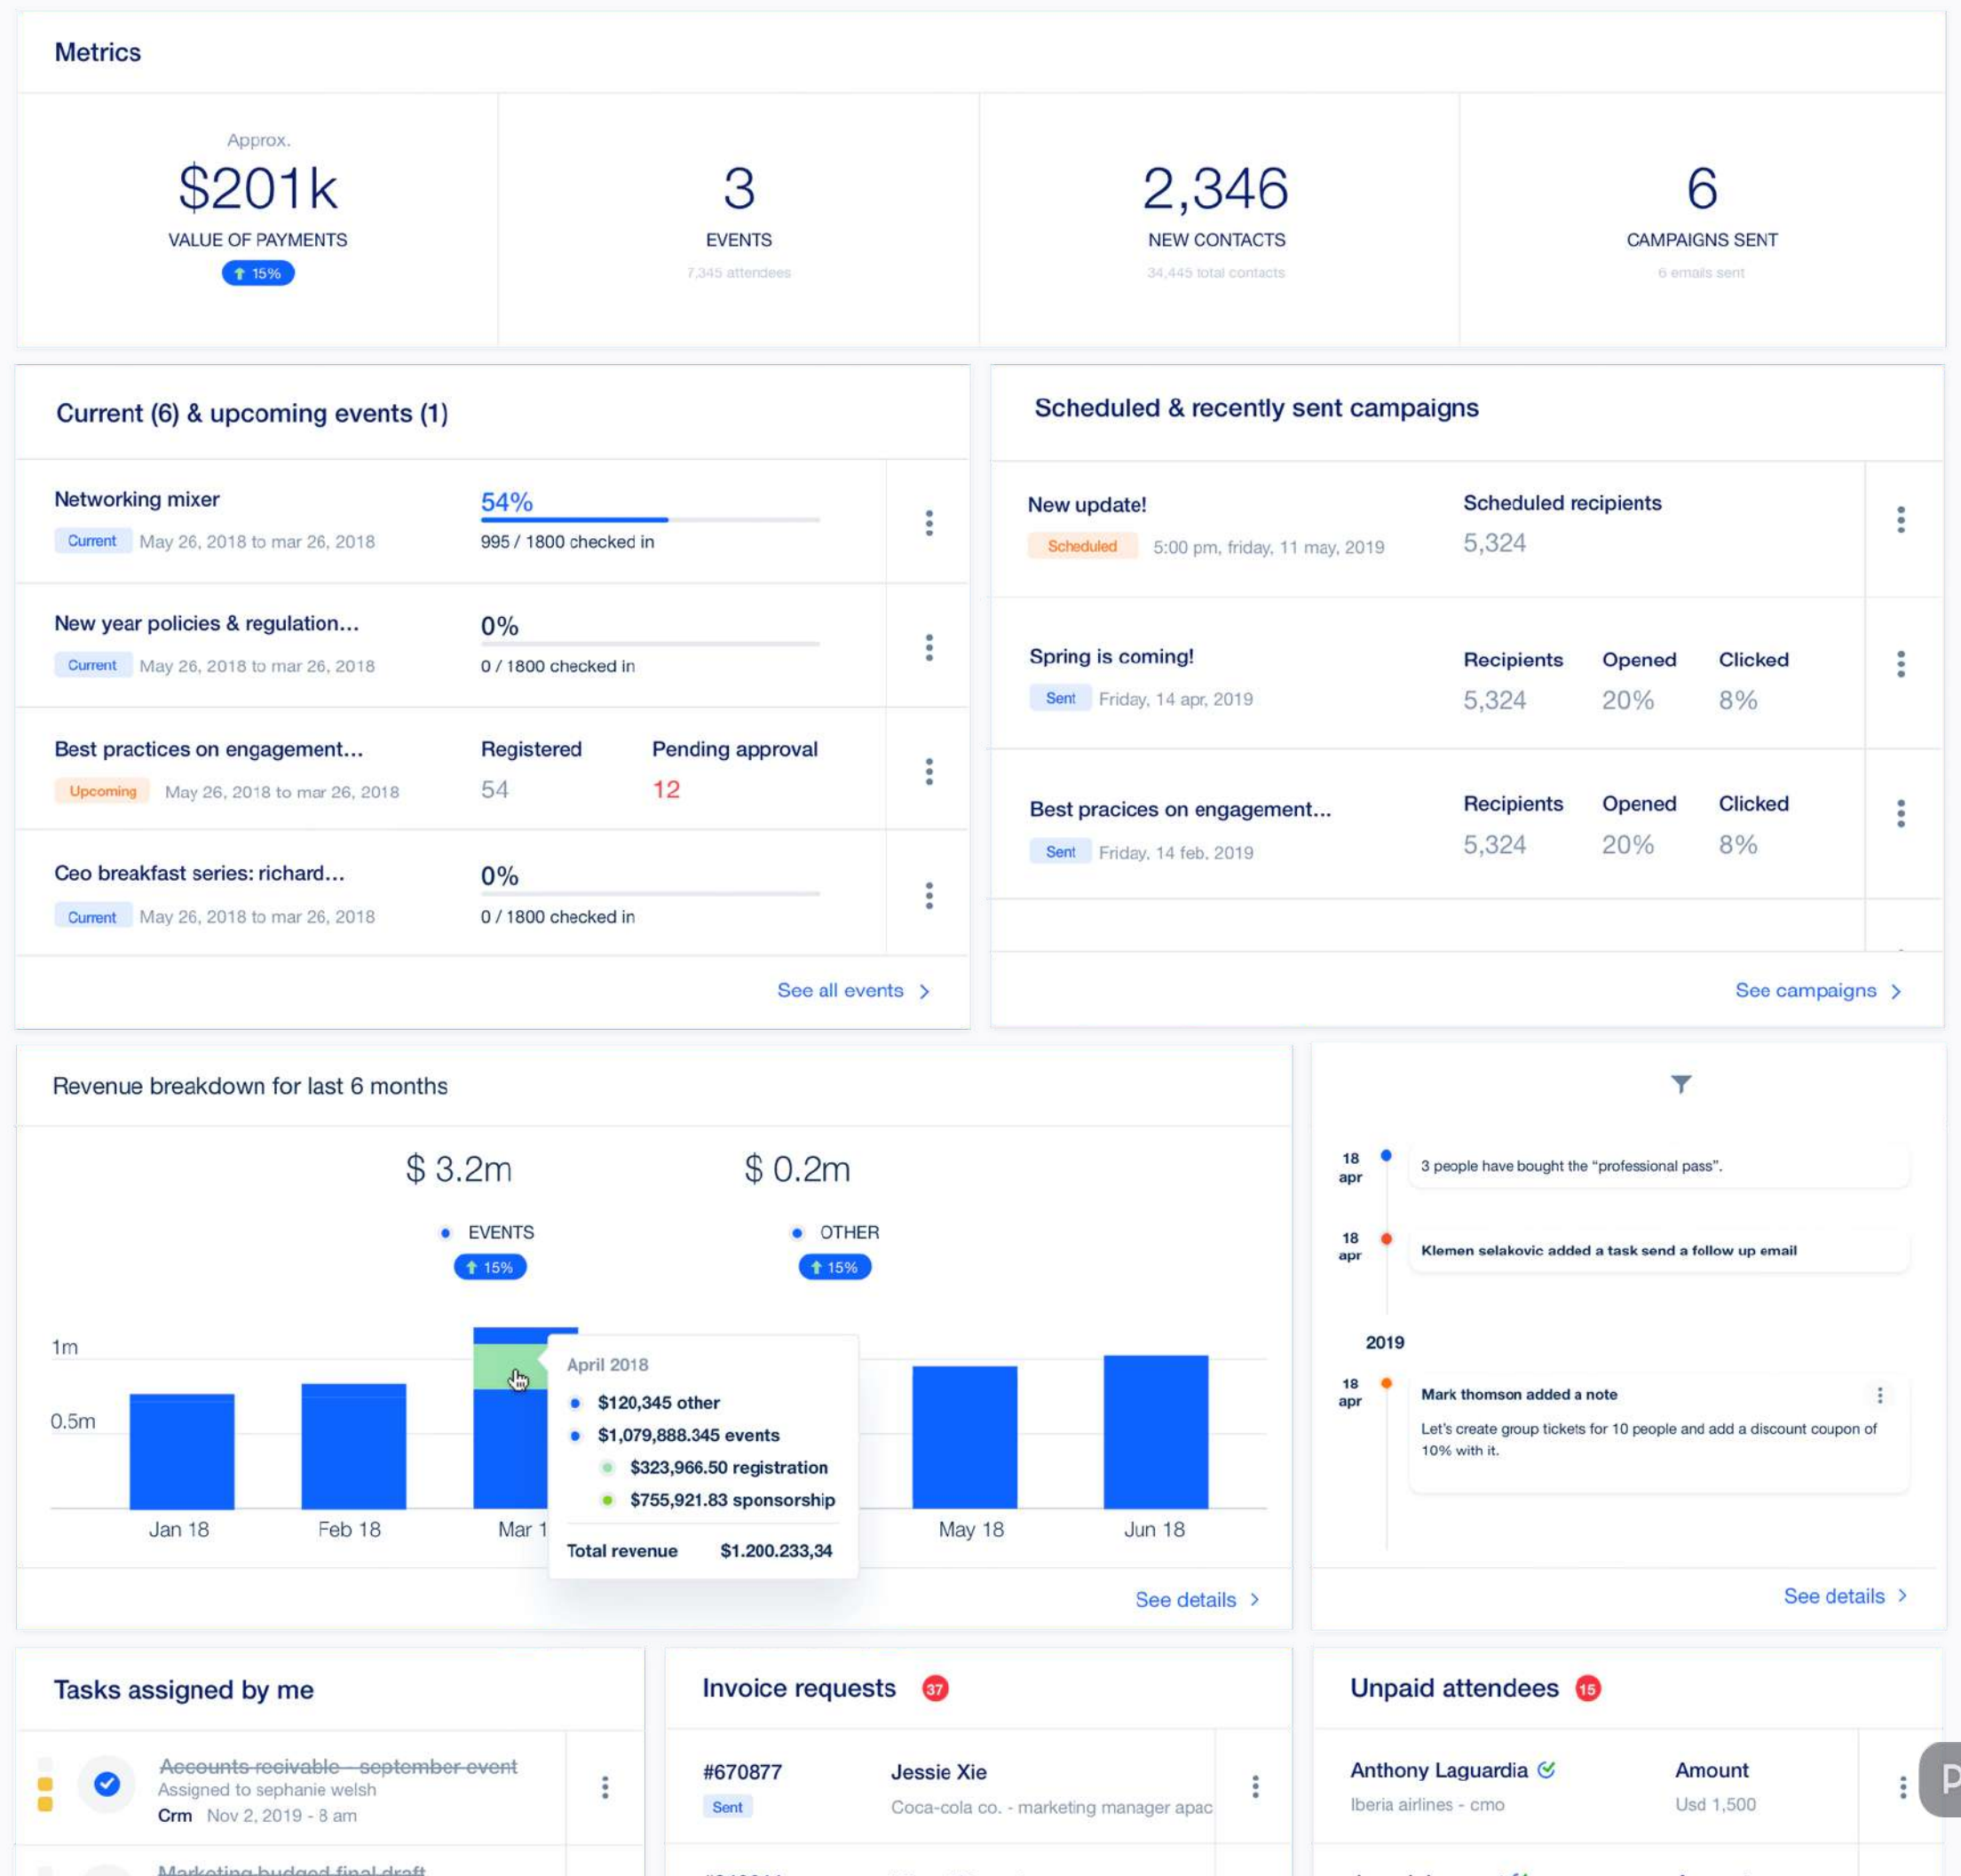 Metrics
Approx.
$201k
VALUE OF PAYMENTS
15%
3
EVENTS
7,345 attendees
2,346
NEW CONTACTS
34,445 total contacts
6
CAMPAIGNS SENT
6 emails sent
Current (6) & upcoming events (1)
Networking mixer
54%
Current May 26, 2018 to mar 26, 2018
995 / 1800 checked in
New year policies & regulation...
0%
Current May 26, 2018 to mar 26, 2018
0 / 1800 checked in
Best practices on engagement...
Registered Pending approval
Upcoming May 26, 2018 to mar 26, 2018
54 12
Ceo breakfast series: richard...
0%
Current May 26, 2018 to mar 26, 2018
0 / 1800 checked in
See all events
Scheduled & recently sent campaigns
New update!
Scheduled recipients
Scheduled 5:00 pm, friday, 11 may, 2019
5,324
Spring is coming!
Recipients Opened Clicked
Sent Friday, 14 apr, 2019
5,324 20% 8%
Best pracices on engagement...
Recipients Opened Clicked
Sent Friday, 14 feb, 2019
5,324 20% 8%
See campaigns
Revenue breakdown for last 6 months
$ 3.2m
EVENTS
15%
$ 0.2m
OTHER
15%
1m
0.5m
April 2018
$120,345 other
$1,079,888.345 events
$323,966.50 registration
$755,921.83 sponsorship
Total revenue $1.200.233,34
Jan 18 Feb 18 Mar 1 May 18 Jun 18
See details
18
apr
3 people have bought the “professional pass”.
18
apr
Klemen selakovic added a task send a follow up email
2019
18
apr
Mark thomson added a note
Let's create group tickets for 10 people and add a discount coupon of
10% with it.
See details
Tasks assigned by me
Accounts recivable - september event
Assigned to sephanie welsh
Crm Nov 2, 2019 - 8 am
Marketing budged final draft
Invoice requests 37
#670877 Jessie Xie
Sent Coca-cola co. - marketing manager apac
Unpaid attendees 15
Anthony Laguardia Amount
Iberia airlines - cmo Usd 1,500
P